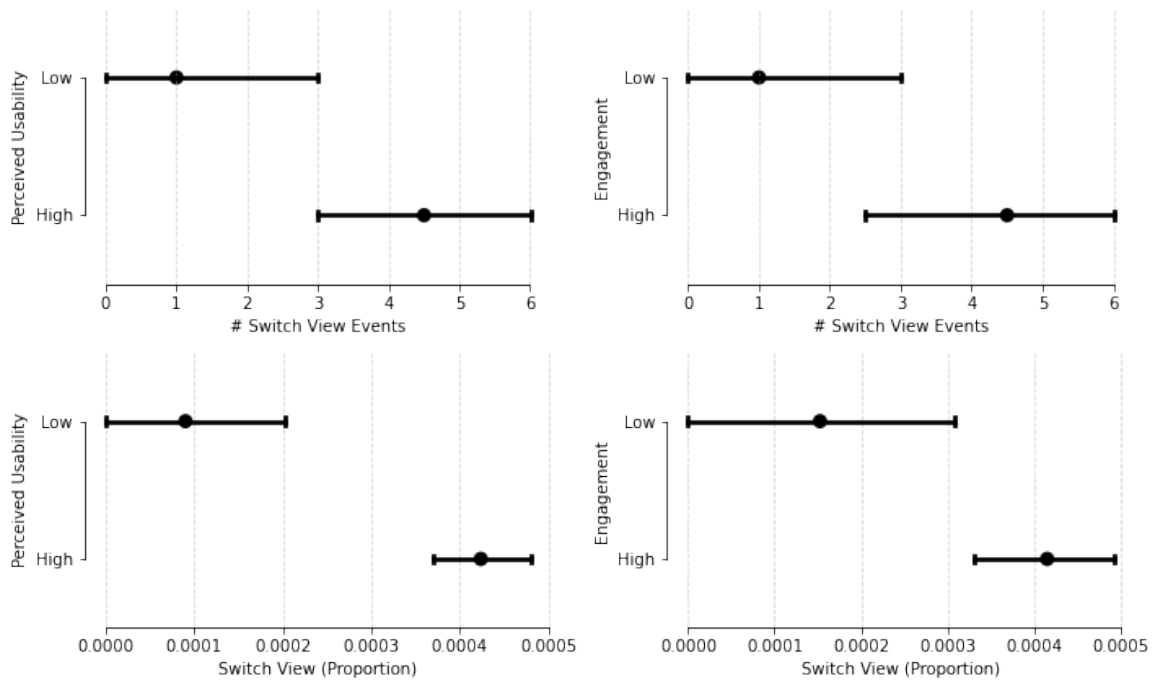 Perceived Usability
Low
High
0 1 2 3 4 5 6
# Switch View Events
Engagement
Low
High
0 1 2 3 4 5 6
# Switch View Events
Perceived Usability
Low
High
0.0000 0.0001 0.0002 0.0003 0.0004 0.0005
Switch View (Proportion)
Engagement
Low
High
0.0000 0.0001 0.0002 0.0003 0.0004 0.0005
Switch View (Proportion)